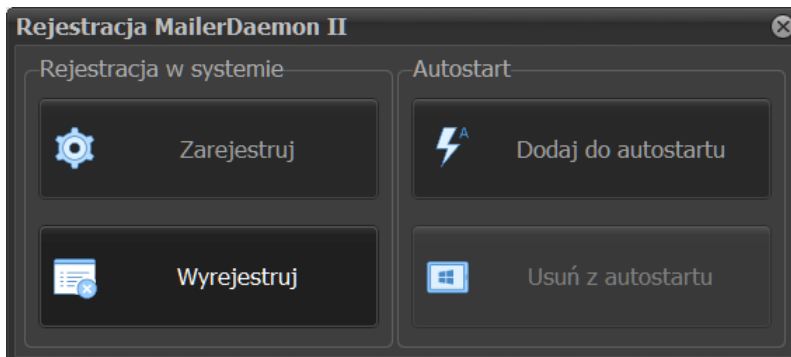 Rejestracja MailerDaemon II
Rejestracja w systemie
Autostart
Zarejestruj
A
Dodaj do autostartu
Wyrejestruj
Usuń z autostartu